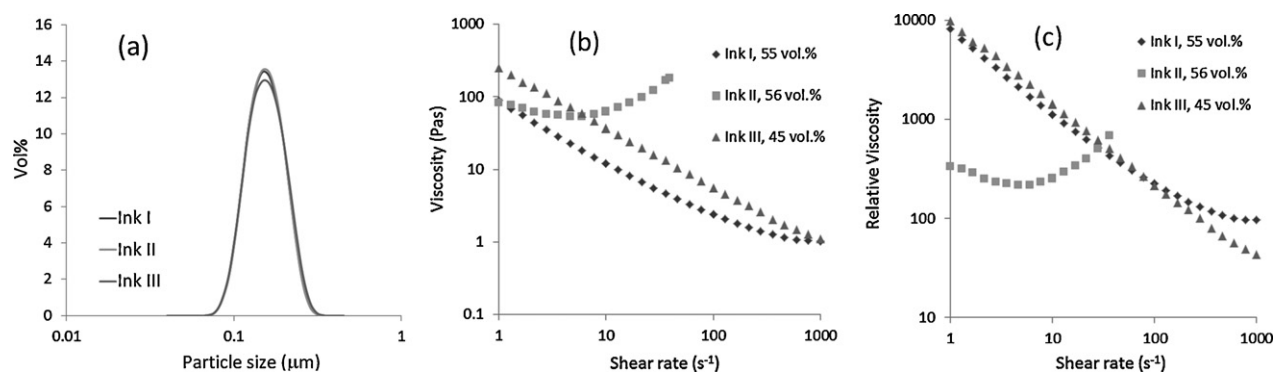 (a)
Vol%
16
14
12
10
8
6
4
2
0
Ink I
Ink II
Ink III
0.01
0.1
1
Particle size (μm)
(b)
Viscosity (Pas)
1000
100
10
1
0.1
Ink I, 55 vol.%
Ink II, 56 vol.%
Ink III, 45 vol.%
1
10
100
1000
Shear rate (s-1)
(c)
Relative Viscosity
10000
1000
100
10
Ink I, 55 vol.%
Ink II, 56 vol.%
Ink III, 45 vol.%
1
10
100
1000
Shear rate (s-1)